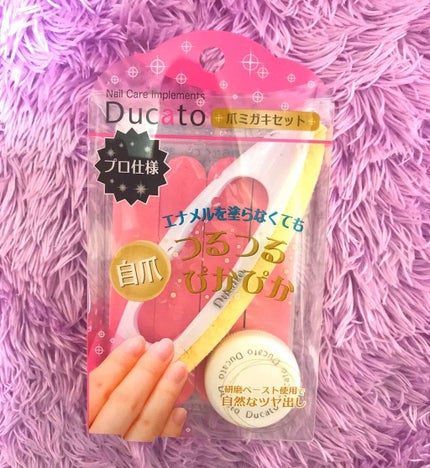 Nail Care Implements
Ducato
爪ミガキセット
プロ仕様
エナメルを塗らなくても
自爪
つるつる
ぴかぴか
Ducato
Ducato Ducato
研磨ペースト使用で
自然なツヤ出し